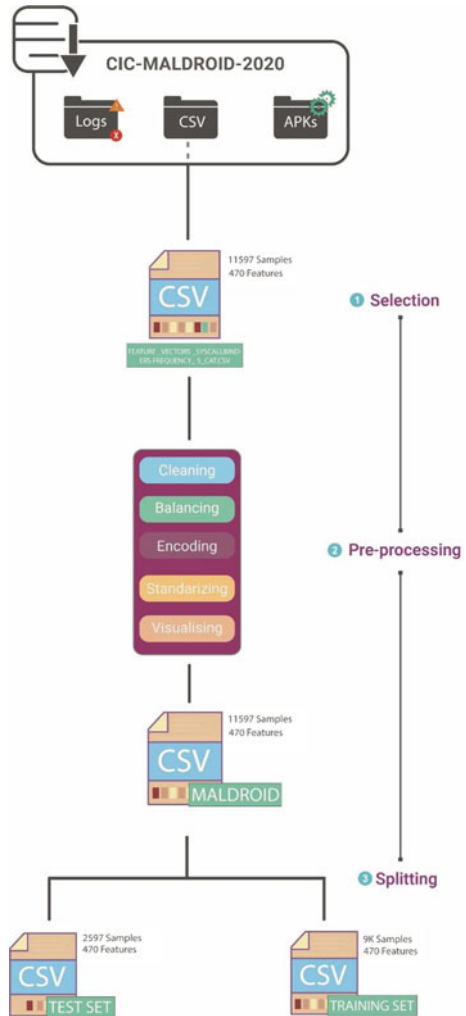 CIC-MALDROID-2020
Logs
CSV
APKs
11597 Samples
470 Features
CSV
FEATURE_VECTORS_SYSCALLBIND-
ERS FREQUENCY_5_CAT.CSV
1 Selection
Cleaning
Balancing
Encoding
Standarizing
Visualising
2 Pre-processing
11597 Samples
470 Features
CSV
MALDROID
3 Splitting
2597 Samples
470 Features
CSV
TEST SET
9K Samples
470 Features
CSV
TRAINING SET